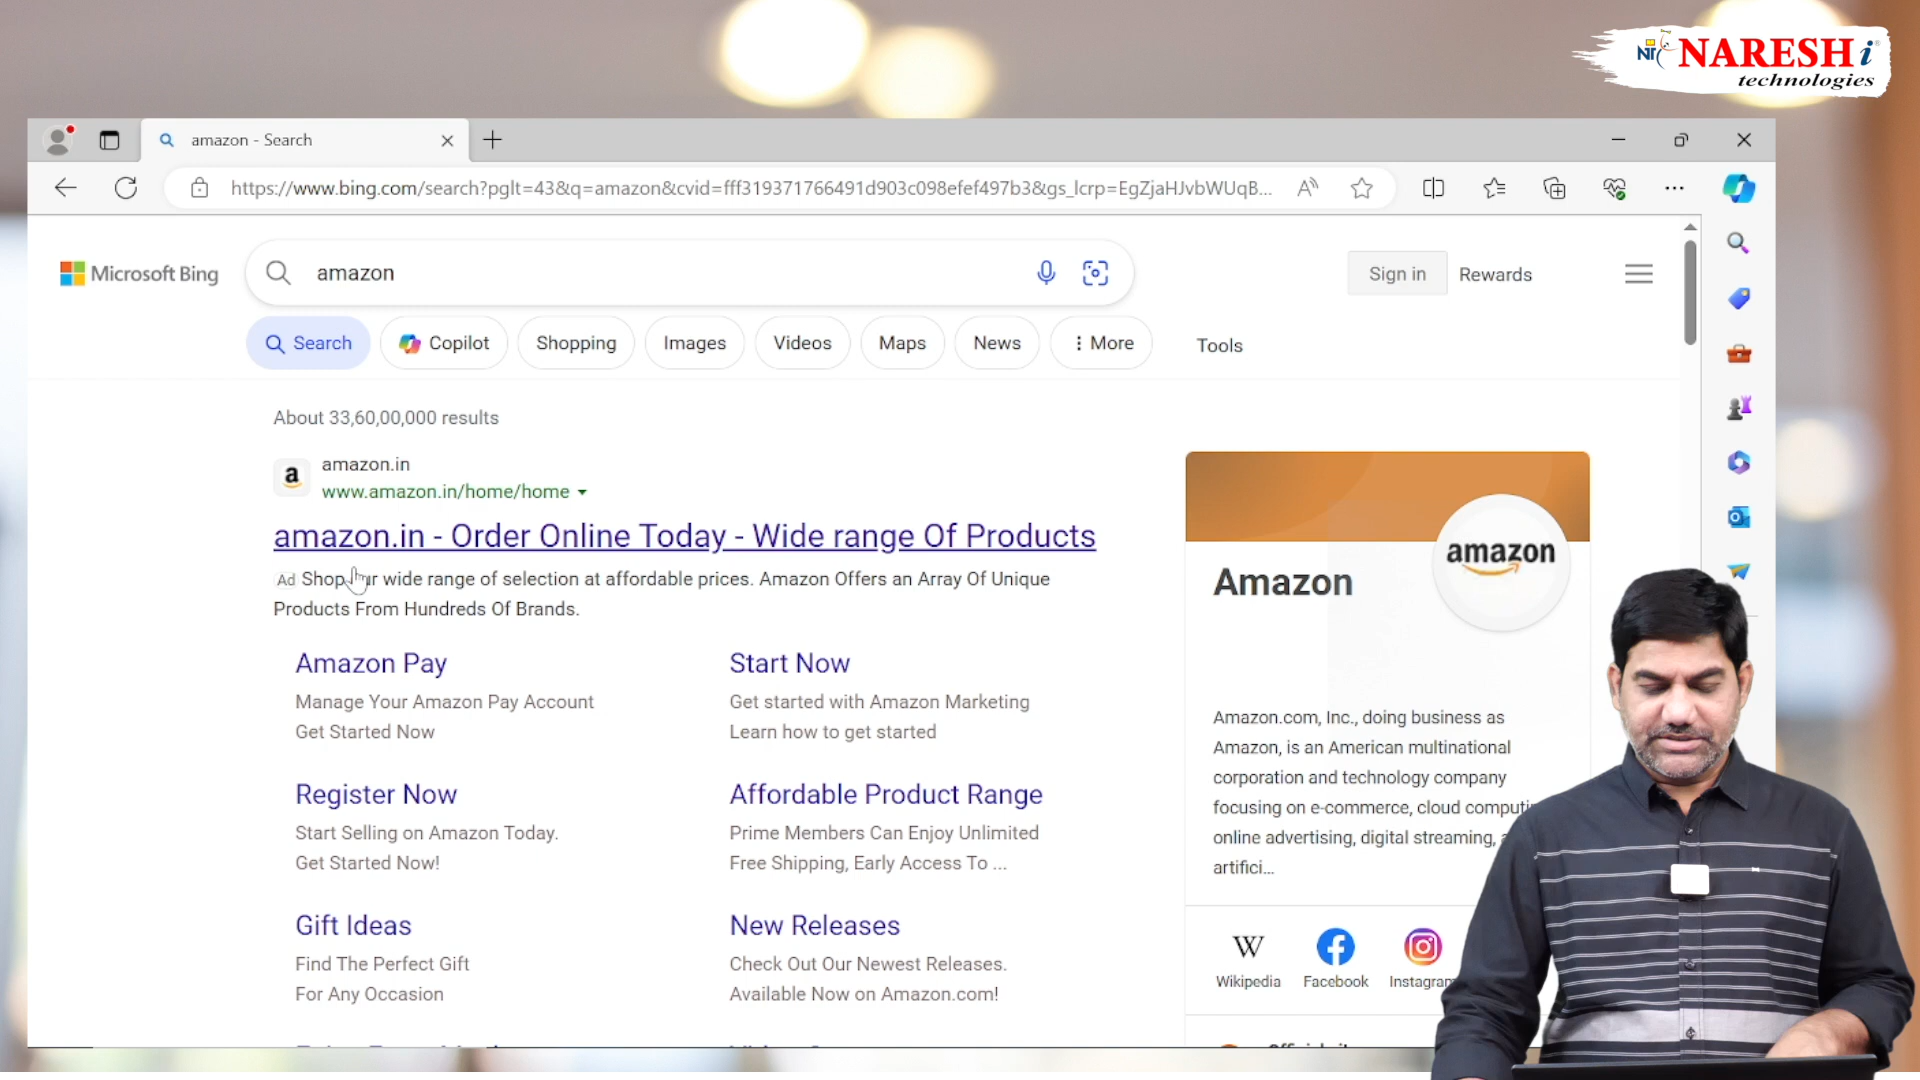 NARESH i
technologies
amazon - Search
https://www.bing.com/search?pglt=43&q=amazon&cvid=fff319371766491d903c098efef497b3&gs_lcrp=EgZjaHJvbWUqB...
Microsoft Bing
amazon
Sign in
Rewards
Search
Copilot
Shopping
Images
Videos
Maps
News
More
Tools
About 33,60,00,000 results
amazon.in
www.amazon.in/home/home
amazon.in - Order Online Today - Wide range Of Products
Ad Shop wide range of selection at affordable prices. Amazon Offers an Array Of Unique
Products From Hundreds Of Brands.
Amazon Pay
Manage Your Amazon Pay Account
Get Started Now
Start Now
Get started with Amazon Marketing
Learn how to get started
Register Now
Start Selling on Amazon Today.
Get Started Now!
Affordable Product Range
Prime Members Can Enjoy Unlimited
Free Shipping, Early Access To ...
Gift Ideas
Find The Perfect Gift
For Any Occasion
New Releases
Check Out Our Newest Releases.
Available Now on Amazon.com!
amazon
Amazon
Amazon.com, Inc., doing business as
Amazon, is an American multinational
corporation and technology company
focusing on e-commerce, cloud
online advertising, digital streaming,
artifici...
W
Wikipedia
Facebook